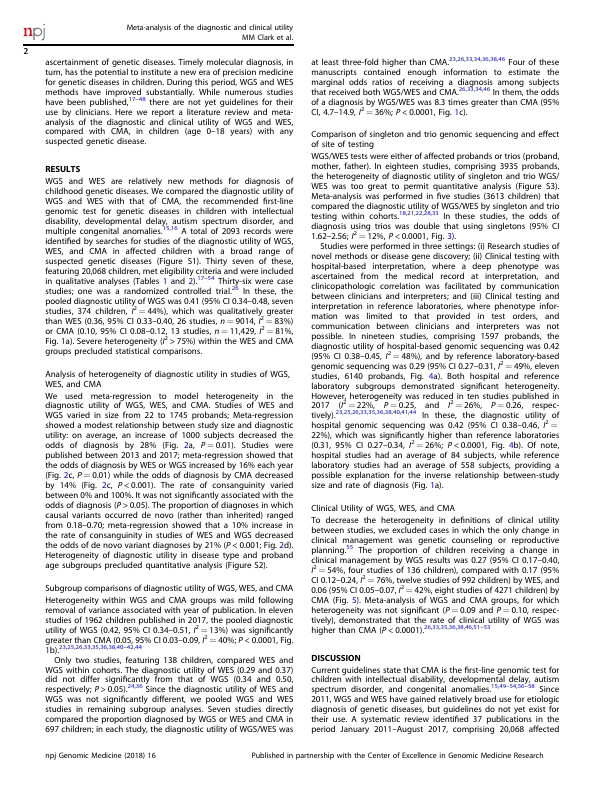 npj
Meta-analysis of the diagnostic and clinical utility
MM Clark et al.
2
ascertainment of genetic diseases. Timely molecular diagnosis, in
turn, has the potential to institute a new era of precision medicine
for genetic diseases in children. During this period, WGS and WES
methods have improved substantially. While numerous studies
have been published,17–48 there are not yet guidelines for their
use by clinicians. Here we report a literature review and meta-
analysis of the diagnostic and clinical utility of WGS and WES,
compared with CMA, in children (age 0–18 years) with any
suspected genetic disease.
RESULTS
WGS and WES are relatively new methods for diagnosis of
childhood genetic diseases. We compared the diagnostic utility of
WGS and WES with that of CMA, the recommended first-line
genomic test for genetic diseases in children with intellectual
disability, developmental delay, autism spectrum disorder, and
multiple congenital anomalies.15,16 A total of 2093 records were
identified by searches for studies of the diagnostic utility of WGS,
WES, and CMA in affected children with a broad range of
suspected genetic diseases (Figure S1). Thirty seven of these,
featuring 20,068 children, met eligibility criteria and were included
in qualitative analyses (Tables 1 and 2).17–54 Thirty-six were case
studies; one was a randomized controlled trial.26 In these, the
pooled diagnostic utility of WGS was 0.41 (95% CI 0.34–0.48, seven
studies, 374 children, I² = 44%), which was qualitatively greater
than WES (0.36, 95% CI 0.33–0.40, 26 studies, n = 9014, I² = 83%)
or CMA (0.10, 95% CI 0.08–0.12, 13 studies, n = 11,429, I² = 81%,
Fig. 1a). Severe heterogeneity (I² > 75%) within the WES and CMA
groups precluded statistical comparisons.
Analysis of heterogeneity of diagnostic utility in studies of WGS,
WES, and CMA
We used meta-regression to model heterogeneity in the
diagnostic utility of WGS, WES, and CMA. Studies of WES and
WGS varied in size from 22 to 1745 probands; Meta-regression
showed a modest relationship between study size and diagnostic
utility: on average, an increase of 1000 subjects decreased the
odds of diagnosis by 28% (Fig. 2a, P = 0.01). Studies were
published between 2013 and 2017; meta-regression showed that
the odds of diagnosis by WES or WGS increased by 16% each year
(Fig. 2c, P = 0.01) while the odds of diagnosis by CMA decreased
by 14% (Fig. 2c, P < 0.001). The rate of consanguinity varied
between 0% and 100%. It was not significantly associated with the
odds of diagnosis (P > 0.05). The proportion of diagnoses in which
causal variants occurred de novo (rather than inherited) ranged
from 0.18–0.70; meta-regression showed that a 10% increase in
the rate of consanguinity in studies of WES and WGS decreased
the odds of de novo variant diagnoses by 21% (P < 0.001; Fig. 2d).
Heterogeneity of diagnostic utility in disease type and proband
age subgroups precluded quantitative analysis (Figure S2).
Subgroup comparisons of diagnostic utility of WGS, WES, and CMA
Heterogeneity within WGS and CMA groups was mild following
removal of variance associated with year of publication. In eleven
studies of 1962 children published in 2017, the pooled diagnostic
utility of WGS (0.42, 95% CI 0.34–0.51, I² = 13%) was significantly
greater than CMA (0.05, 95% CI 0.03–0.09, I² = 40%; P < 0.0001, Fig.
1b).23,25,26,33,35,36,38,40–42,44
Only two studies, featuring 138 children, compared WES and
WGS within cohorts. The diagnostic utility of WES (0.29 and 0.37)
did not differ significantly from that of WGS (0.34 and 0.50,
respectively; P > 0.05).24,36 Since the diagnostic utility of WES and
WGS was not significantly different, we pooled WGS and WES
studies in remaining subgroup analyses. Seven studies directly
compared the proportion diagnosed by WGS or WES and CMA in
697 children; in each study, the diagnostic utility of WGS/WES was
at least three-fold higher than CMA.23,26,33,34,36,38,46 Four of these
manuscripts contained enough information to estimate the
marginal odds ratios of receiving a diagnosis among subjects
that received both WGS/WES and CMA.26,33,34,46 In them, the odds
of a diagnosis by WGS/WES was 8.3 times greater than CMA (95%
CI, 4.7–14.9, I² = 36%; P < 0.0001, Fig. 1c).
Comparison of singleton and trio genomic sequencing and effect
of site of testing
WGS/WES tests were either of affected probands or trios (proband,
mother, father). In eighteen studies, comprising 3935 probands,
the heterogeneity of diagnostic utility of singleton and trio WGS/
WES was too great to permit quantitative analysis (Figure S3).
Meta-analysis was performed in five studies (3613 children) that
compared the diagnostic utility of WGS/WES by singleton and trio
testing within cohorts.18,21,22,28,33 In these studies, the odds of
diagnosis using trios was double that using singletons (95% CI
1.62–2.56; I² = 12%, P < 0.0001, Fig. 3).
Studies were performed in three settings: (i) Research studies of
novel methods or disease gene discovery; (ii) Clinical testing with
hospital-based interpretation, where a deep phenotype was
ascertained from the medical record at interpretation, and
clinicopathologic correlation was facilitated by communication
between clinicians and interpreters; and (iii) Clinical testing and
interpretation in reference laboratories, where phenotype infor-
mation was limited to that provided in test orders, and
communication between clinicians and interpreters was not
possible. In nineteen studies, comprising 1597 probands, the
diagnostic utility of hospital-based genomic sequencing was 0.42
(95% CI 0.38–0.45, I² = 48%), and by reference laboratory-based
genomic sequencing was 0.29 (95% CI 0.27–0.31, I² = 49%, eleven
studies, 6140 probands, Fig. 4a). Both hospital and reference
laboratory subgroups demonstrated significant heterogeneity.
However, heterogeneity was reduced in ten studies published in
2017 (I² = 22%, P = 0.25, and I² = 26%, P = 0.26, respec-
tively).23,25,26,33,35,36,38,40,41,44 In these, the diagnostic utility of
hospital genomic sequencing was 0.42 (95% CI 0.38–0.46, I² =
22%), which was significantly higher than reference laboratories
(0.31, 95% CI 0.27–0.34, I² = 26%; P < 0.0001, Fig. 4b). Of note,
hospital studies had an average of 84 subjects, while reference
laboratory studies had an average of 558 subjects, providing a
possible explanation for the inverse relationship between-study
size and rate of diagnosis (Fig. 1a).
Clinical Utility of WGS, WES, and CMA
To decrease the heterogeneity in definitions of clinical utility
between studies, we excluded cases in which the only change in
clinical management was genetic counseling or reproductive
planning.55 The proportion of children receiving a change in
clinical management by WGS results was 0.27 (95% CI 0.17–0.40,
I² = 54%, four studies of 136 children), compared with 0.17 (95%
CI 0.12–0.24, I² = 76%, twelve studies of 992 children) by WES, and
0.06 (95% CI 0.05–0.07, I² = 42%, eight studies of 4271 children) by
CMA (Fig. 5). Meta-analysis of WGS and CMA groups, for which
heterogeneity was not significant (P = 0.09 and P = 0.10, respec-
tively), demonstrated that the rate of clinical utility of WGS was
higher than CMA (P < 0.0001).26,33,35,36,38,46,51–53
DISCUSSION
Current guidelines state that CMA is the first-line genomic test for
children with intellectual disability, developmental delay, autism
spectrum disorder, and congenital anomalies.15,49–54,56–58 Since
2011, WGS and WES have gained relatively broad use for etiologic
diagnosis of genetic diseases, but guidelines do not yet exist for
their use. A systematic review identified 37 publications in the
period January 2011–August 2017, comprising 20,068 affected
npj Genomic Medicine (2018) 16
Published in partnership with the Center of Excellence in Genomic Medicine Research